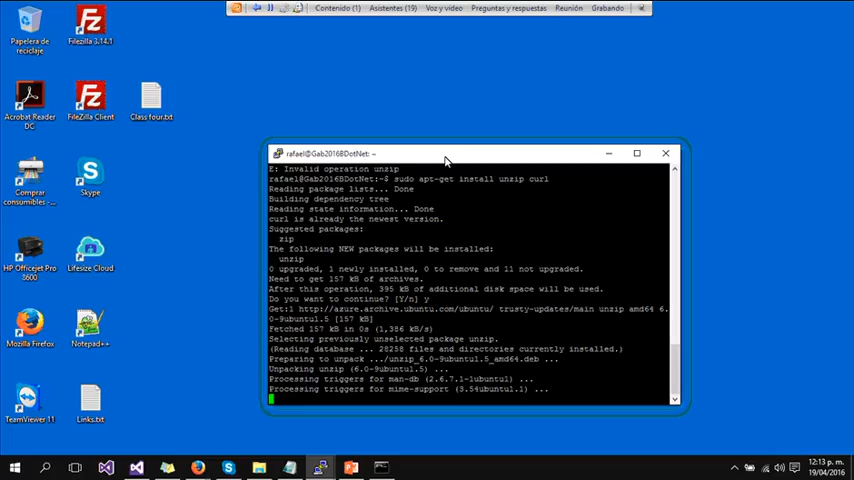 Contenido (1) Asistentes (19) Voz y vídeo Preguntas y respuestas Reunión Grabando
Papelera de
reciclaje
Filezilla 3.14.1
Acrobat Reader
DC
FileZilla Client
Class four.txt
Comprar
consumibles -...
Skype
HP Officejet Pro
8600
Lifesize Cloud
Mozilla Firefox
Notepad++
TeamViewer 11
Links.txt
rafael@Gab2016BDotNet: ~
E: Invalid operation unzip
rafael@Gab2016BDotNet:~$ sudo apt-get install unzip curl
Reading package lists... Done
Building dependency tree
Reading state information... Done
curl is already the newest version.
Suggested packages:
zip
The following NEW packages will be installed:
unzip
0 upgraded, 1 newly installed, 0 to remove and 11 not upgraded.
Need to get 157 kB of archives.
After this operation, 395 kB of additional disk space will be used.
Do you want to continue? [Y/n] y
Get:1 http://azure.archive.ubuntu.com/ubuntu/ trusty-updates/main unzip amd64 6.
0-9ubuntu1.5 [157 kB]
Fetched 157 kB in 0s (1,386 kB/s)
Selecting previously unselected package unzip.
(Reading database ... 28258 files and directories currently installed.)
Preparing to unpack .../unzip_6.0-9ubuntu1.5_amd64.deb ...
Unpacking unzip (6.0-9ubuntu1.5) ...
Processing triggers for man-db (2.6.7.1-1ubuntu1) ...
Processing triggers for mime-support (3.54ubuntu1.1) ...
12:13 p. m.
19/04/2016